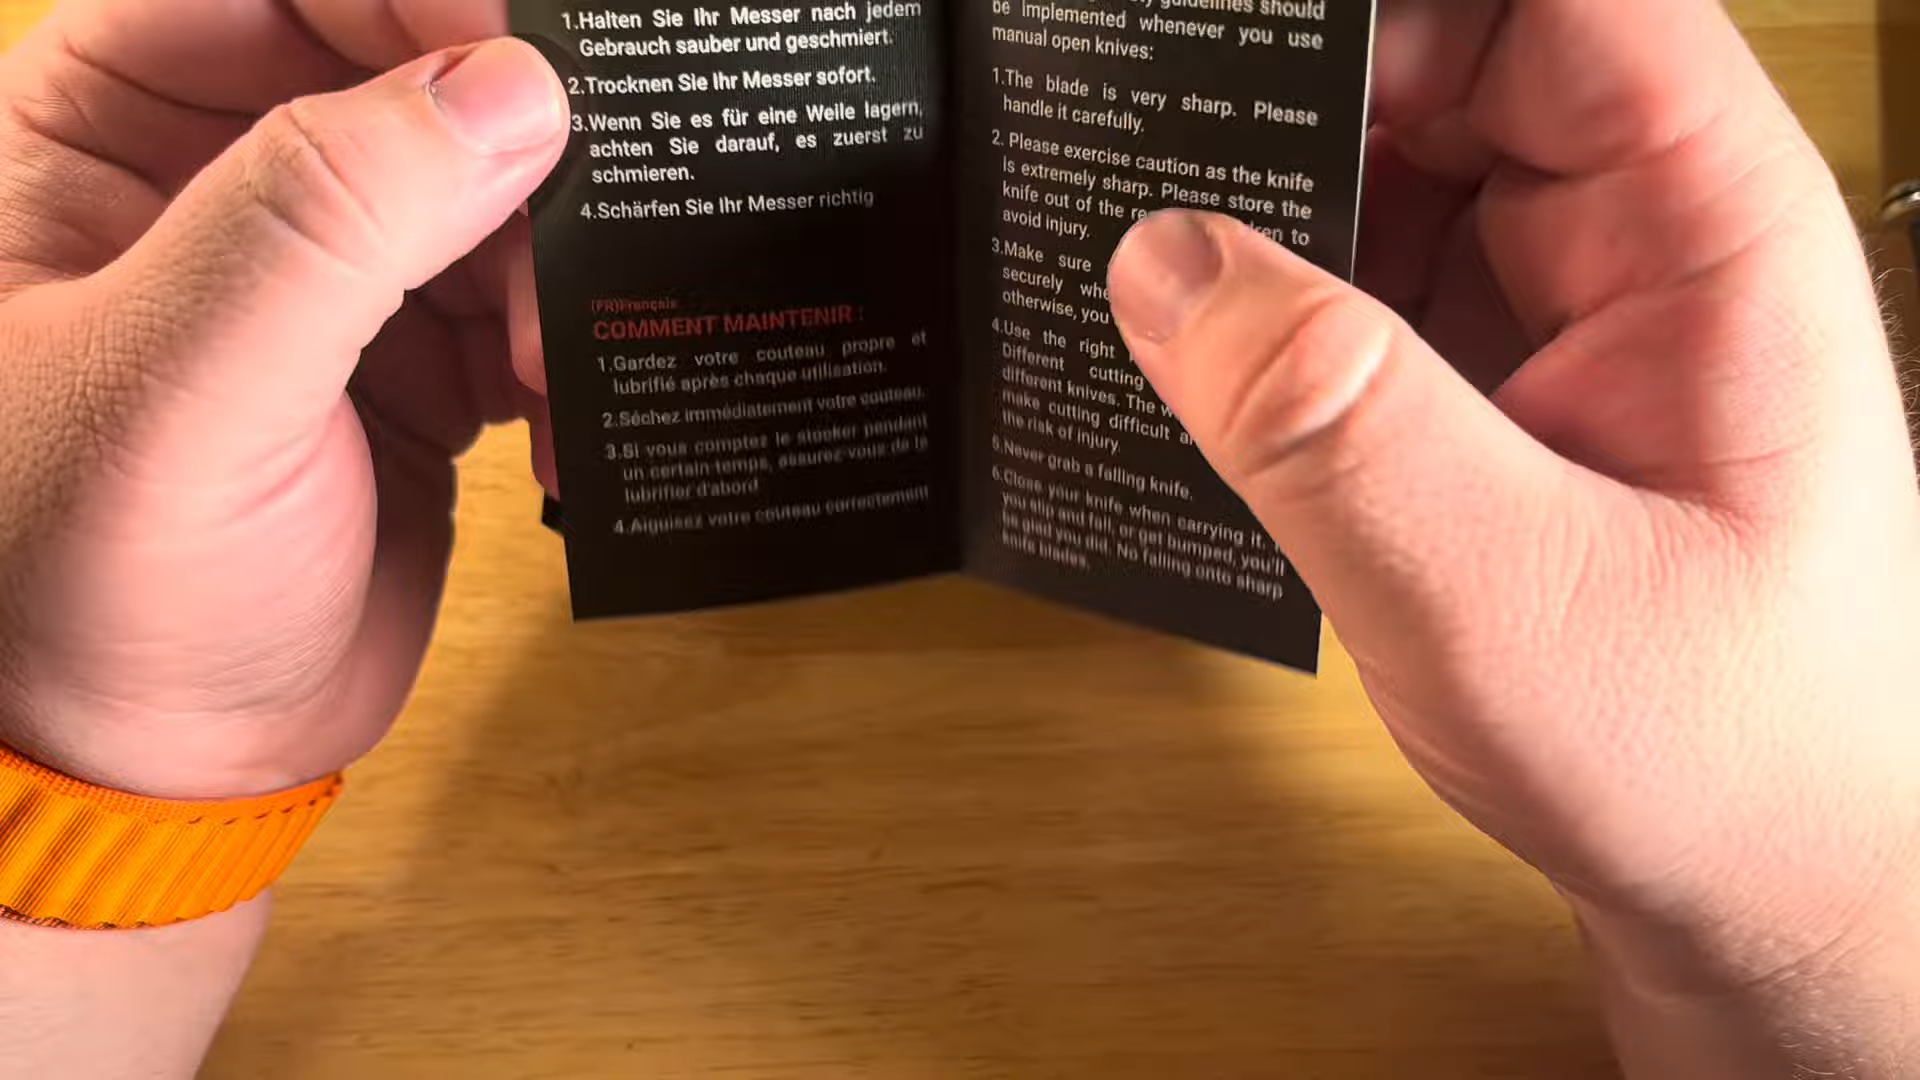 1.Halten Sie Ihr Messer nach jedem
Gebrauch sauber und geschmiert.
2.Trocknen Sie Ihr Messer sofort.
3.Wenn Sie es für eine Weile lagern,
achten Sie darauf, es zuerst zu
schmieren.
4.Schärfen Sie Ihr Messer richtig
(FR)Français
COMMENT MAINTENIR :
1.Gardez votre couteau propre et
lubrifié après chaque utilisation.
2.Séchez immédiatement votre couteau.
3.Si vous comptez le stocker pendant
un certain temps, assurez-vous de le
lubrifier d'abord
4.Aiguisez votre couteau correctement
guidelines should
be implemented whenever you use
manual open knives:
1.The blade is very sharp. Please
handle it carefully.
2. Please exercise caution as the knife
is extremely sharp. Please store the
knife out of the to
avoid injury.
3.Make sure
securely
otherwise, you
4.Use the right
Different cutting
different knives. The
make cutting difficult
the risk of injury.
5.Never grab a falling knife.
6.Close your knife when carrying it.
you slip and fall, or get bumped, you'll
be glad you did. No falling onto sharp
knife blades.